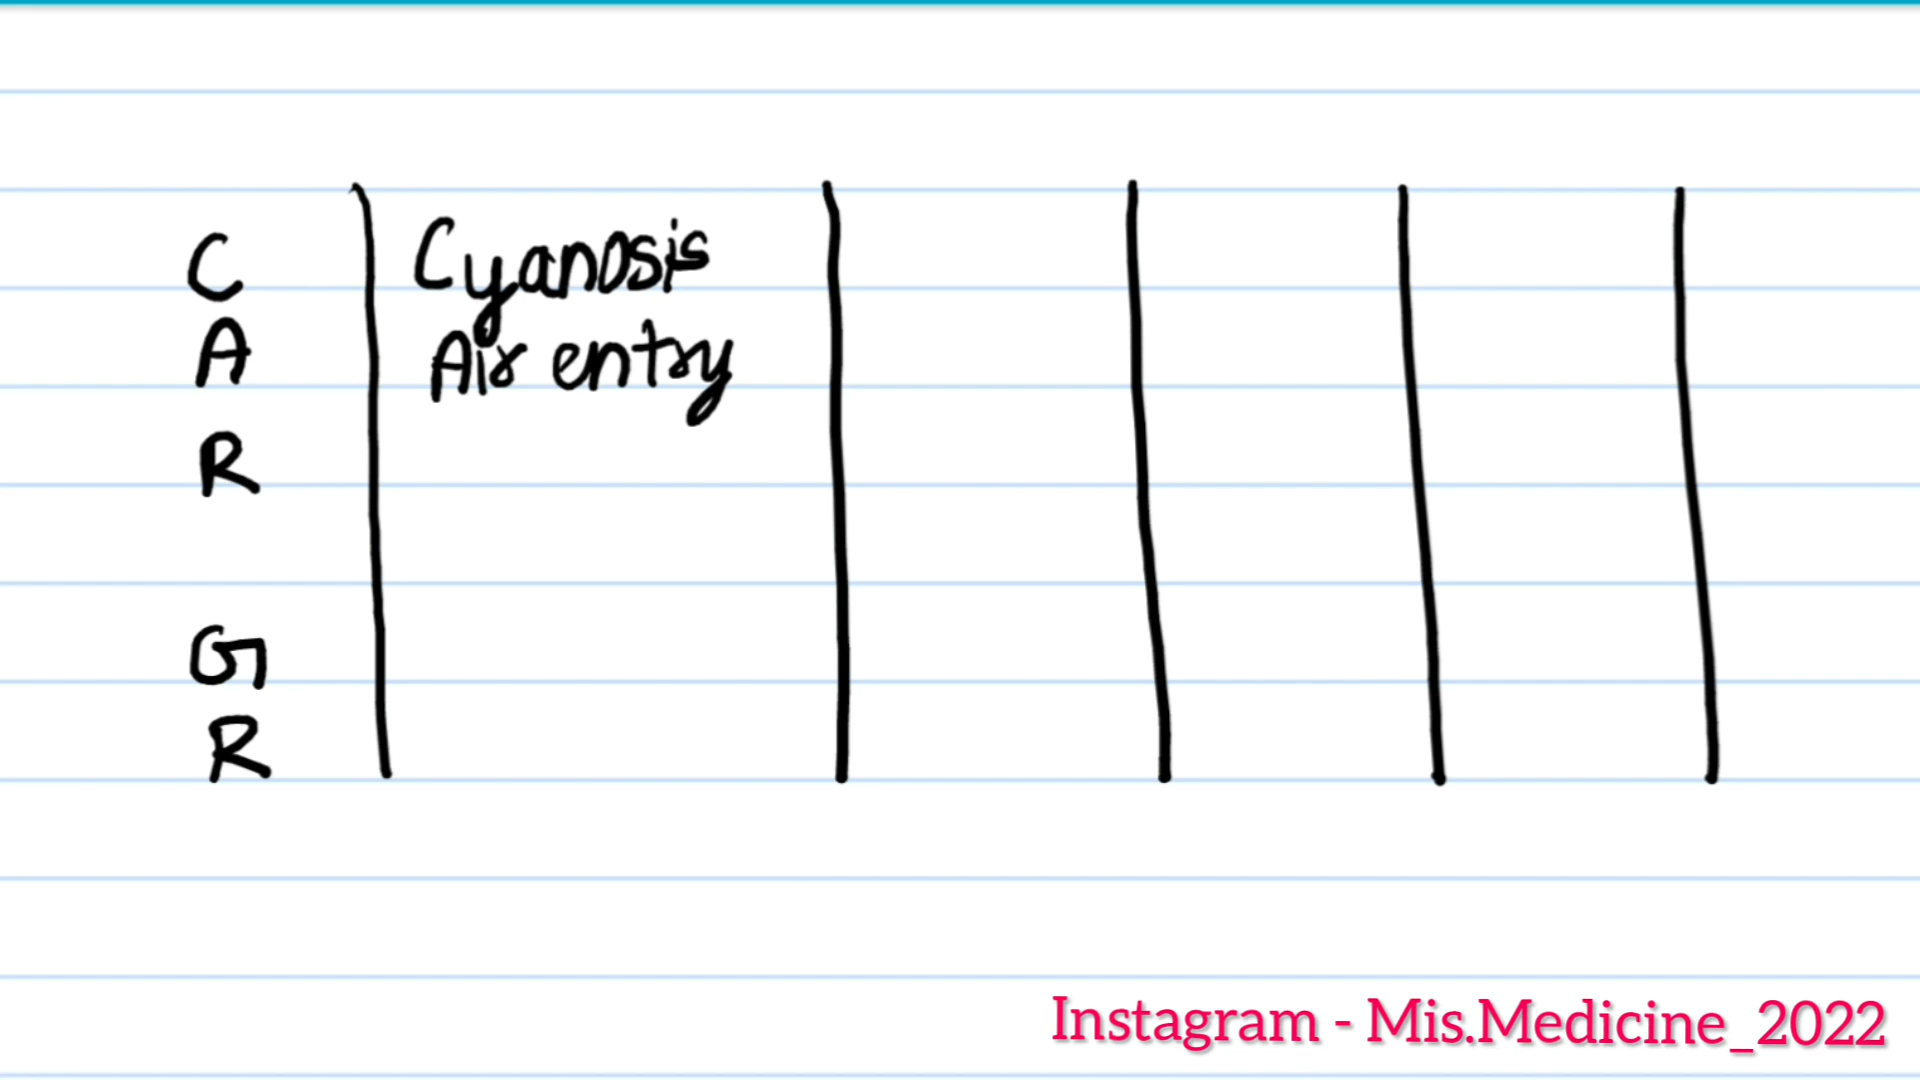 C Cyanosis
A Air entry
R
G
R
Instagram - Mis.Medicine_2022